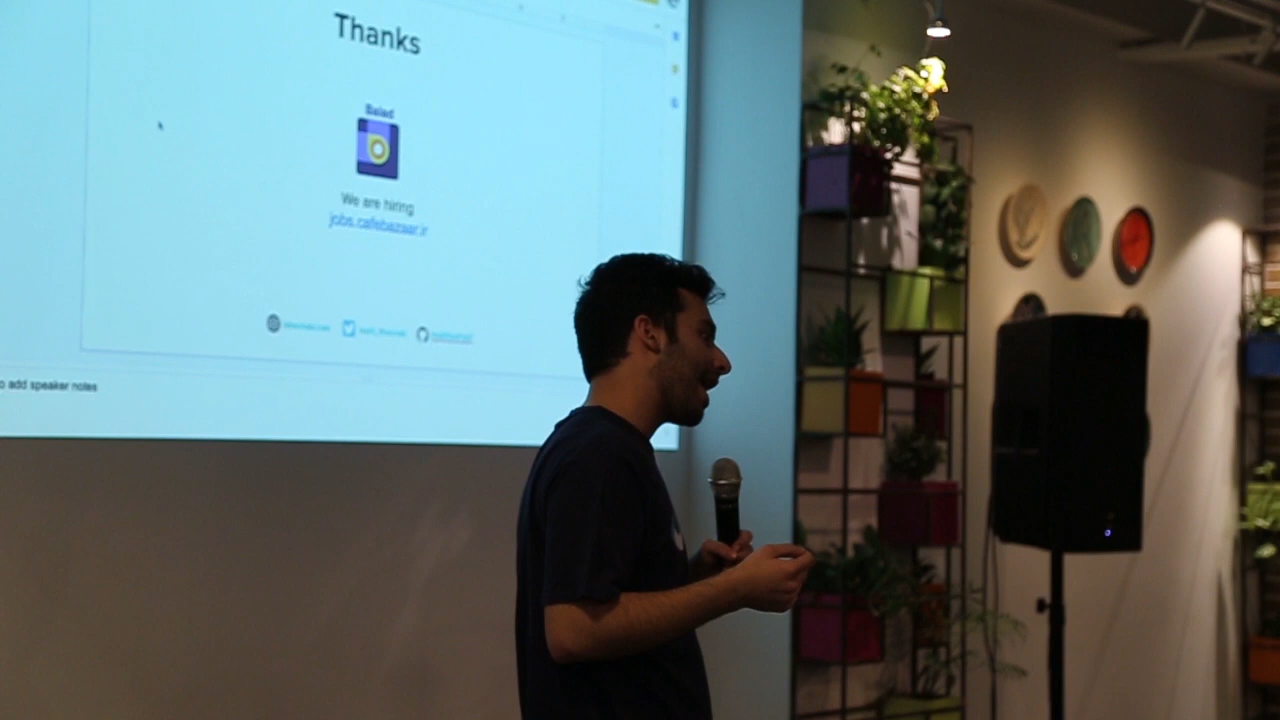 Thanks
Balad
We are hiring
jobs.cafebazaar.ir
o add speaker notes